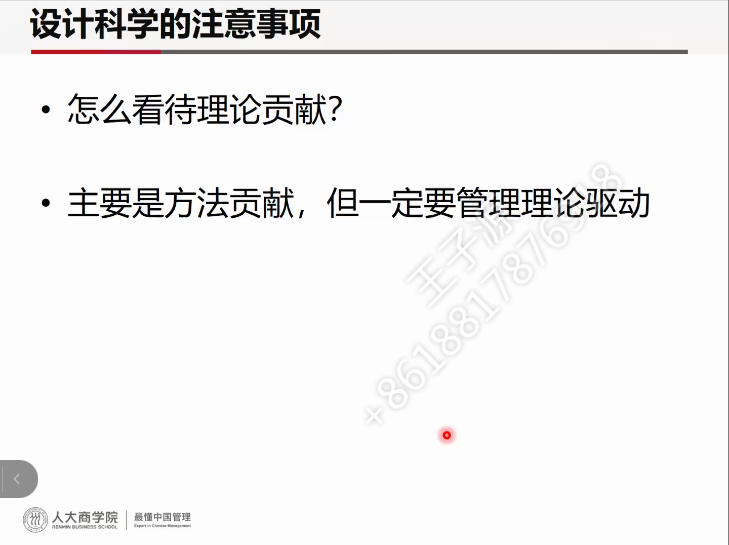 设计科学的注意事项
• 怎么看待理论贡献？
• 主要是方法贡献，但一定要管理理论驱动
王子源
+8618817876518
人大商学院
RENMIN BUSINESS SCHOOL
最懂中国管理
Expert in Chinese Management